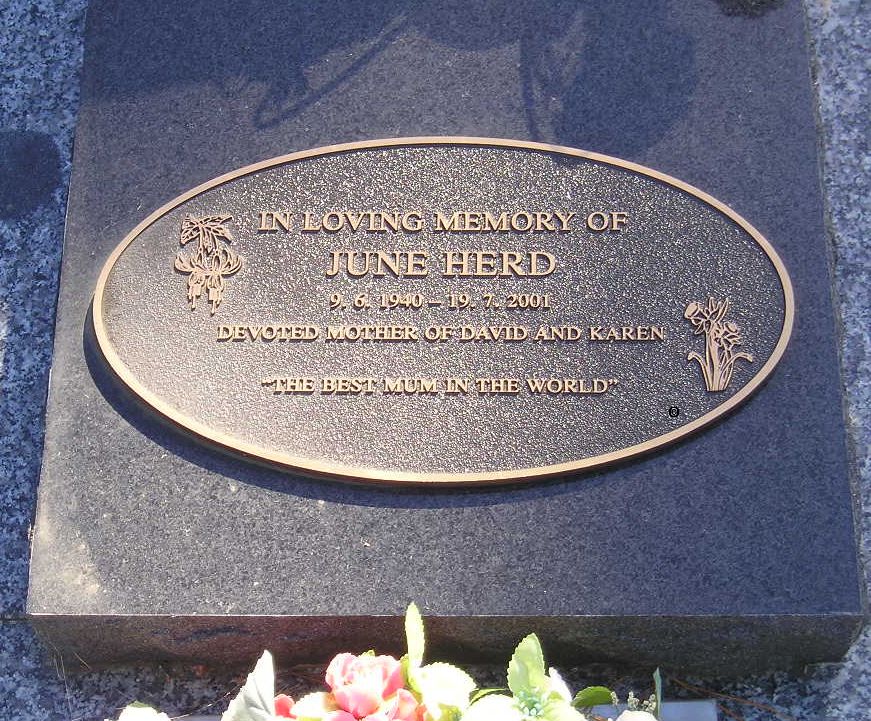 IN LOVING MEMORY OF
JUNE HERD
9. 6. 1940 – 19. 7. 2001
DEVOTED MOTHER OF DAVID AND KAREN
“THE BEST MUM IN THE WORLD”